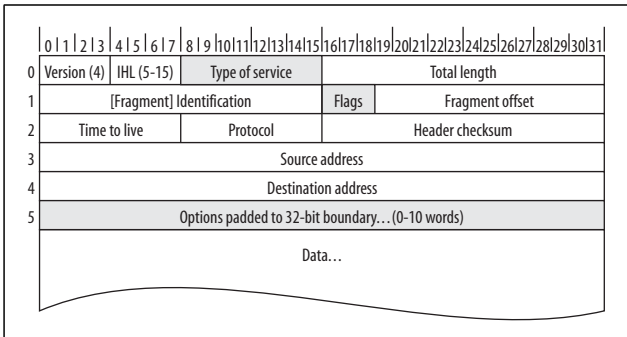 0 1 2 3 4 5 6 7 8 9 10 11 12 13 14 15 16 17 18 19 20 21 22 23 24 25 26 27 28 29 30 31
0 Version (4) IHL (5-15) Type of service Total length
1 [Fragment] Identification Flags Fragment offset
2 Time to live Protocol Header checksum
3 Source address
4 Destination address
5 Options padded to 32-bit boundary…(0-10 words)
Data…